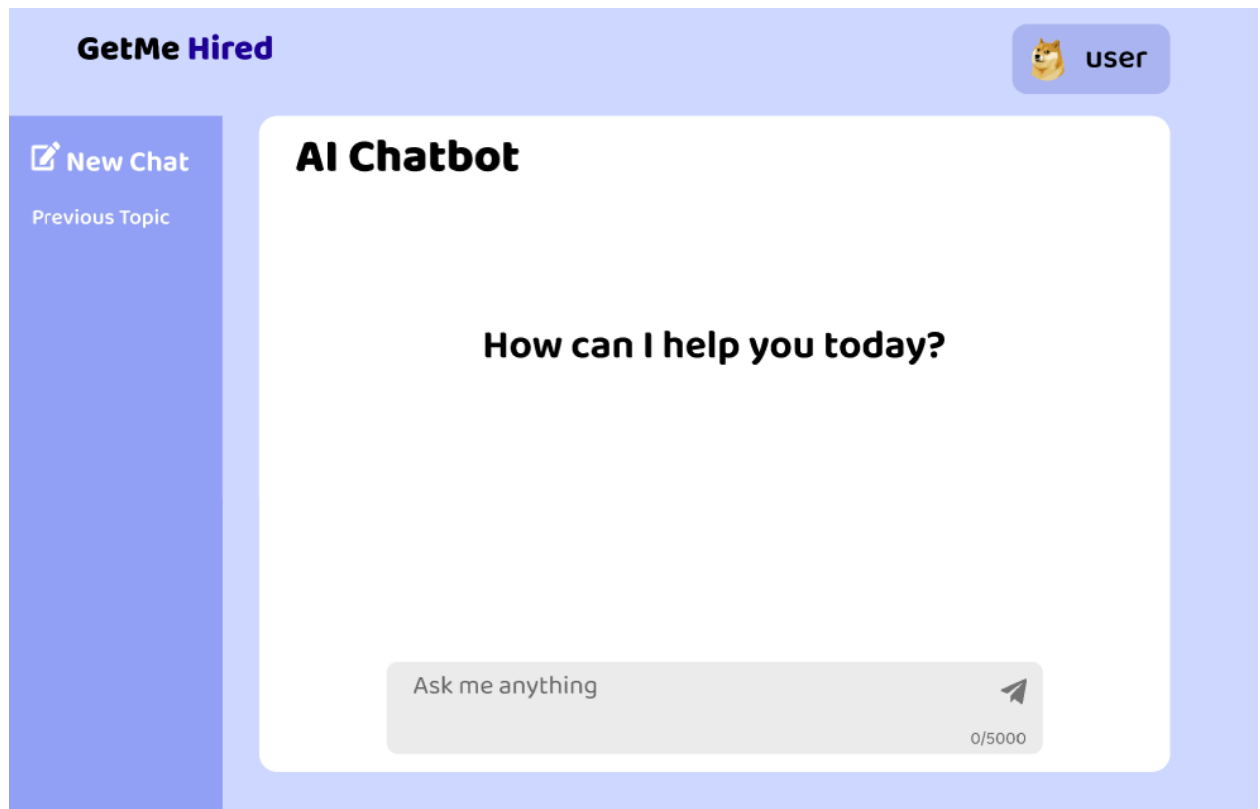 GetMe Hired
user
New Chat
Previous Topic
AI Chatbot
How can I help you today?
Ask me anything
0/5000